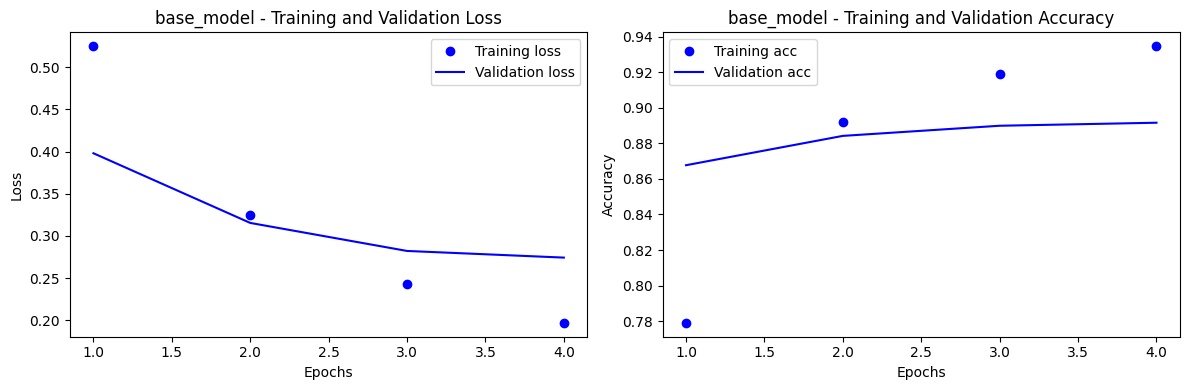 base_model - Training and Validation Loss
Training loss
Validation loss
Loss
0.50
0.45
0.40
0.35
0.30
0.25
0.20
1.0 1.5 2.0 2.5 3.0 3.5 4.0
Epochs
base_model - Training and Validation Accuracy
Training acc
Validation acc
Accuracy
0.94
0.92
0.90
0.88
0.86
0.84
0.82
0.80
0.78
1.0 1.5 2.0 2.5 3.0 3.5 4.0
Epochs